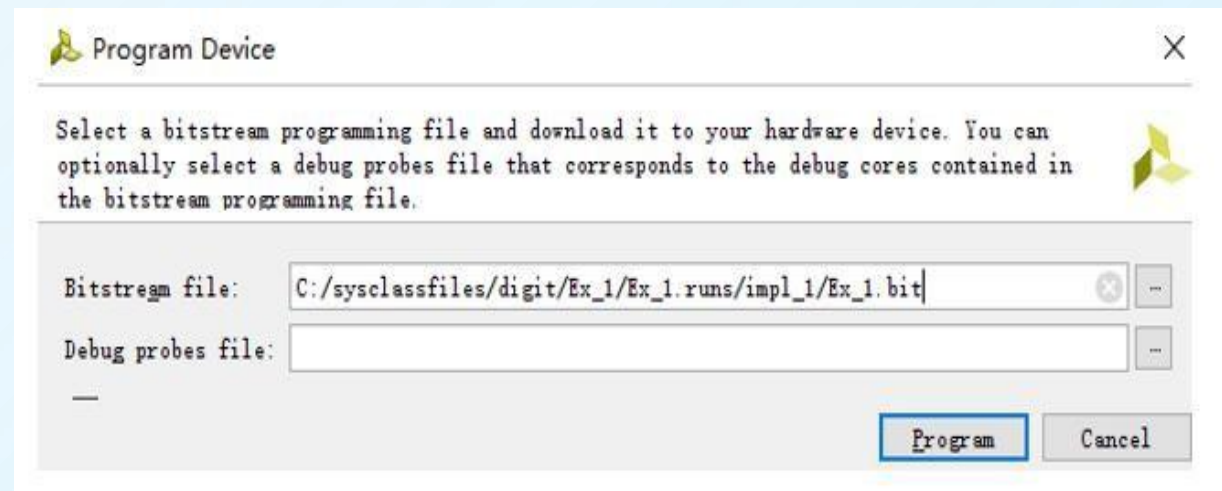 Program Device
Select a bitstream programming file and download it to your hardware device. You can
optionally select a debug probes file that corresponds to the debug cores contained in
the bitstream programming file.
Bitstream file: C:/sysclassfiles/digit/Ex_1/Ex_1.runs/impl_1/Ex_1.bit ...
Debug probes file: ...
Program Cancel